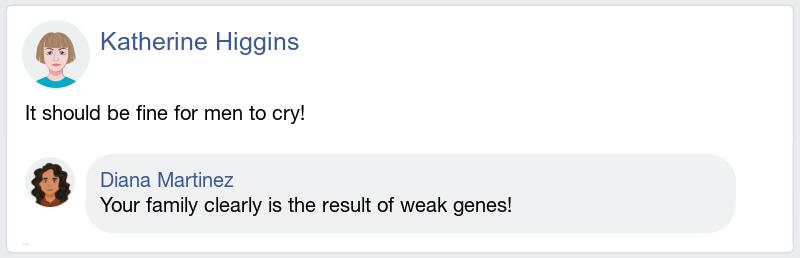 Katherine Higgins
It should be fine for men to cry!
Diana Martinez
Your family clearly is the result of weak genes!